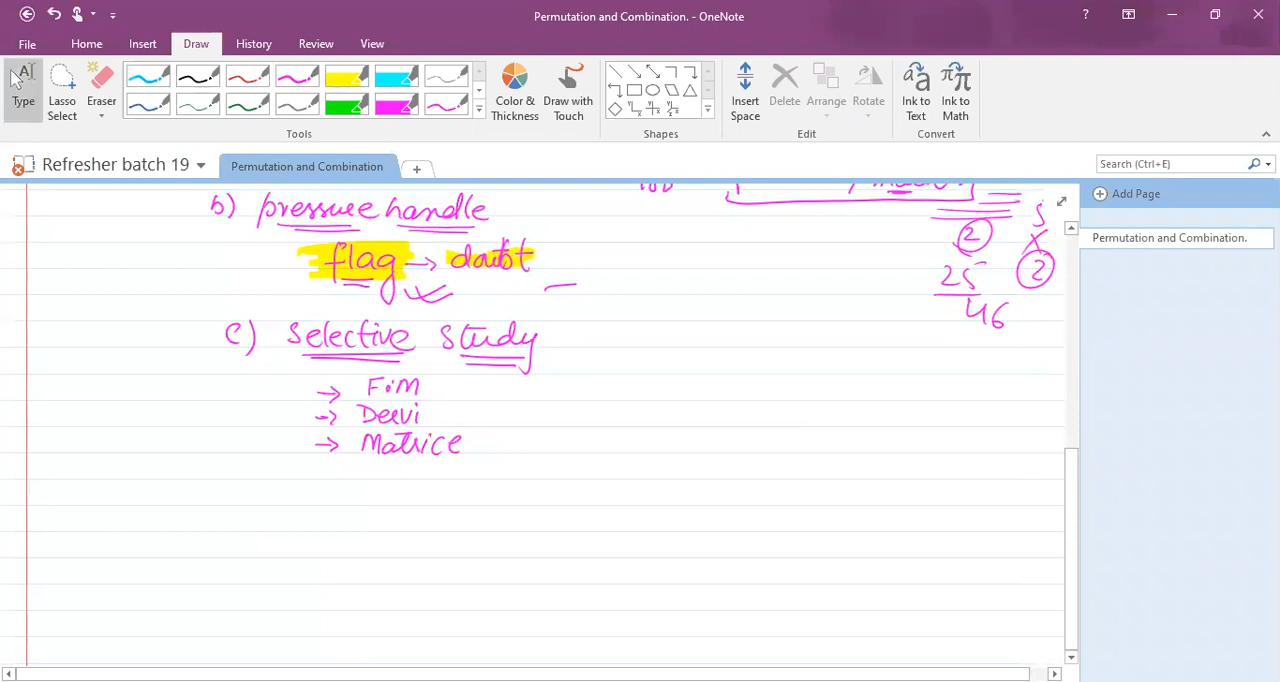 Permutation and Combination. - OneNote
File Home Insert Draw History Review View
Type
Lasso Select
Eraser
Color & Thickness
Draw with Touch
Insert Space
Delete
Arrange
Rotate
Ink to Text
Ink to Math
Tools
Shapes
Edit
Convert
Refresher batch 19
Permutation and Combination
Search (Ctrl+E)
Add Page
Permutation and Combination.
b) pressure handle
flag → doubt
2
2
25
46
c) Selective Study
→ FoM
→ Dervi
→ Matrice